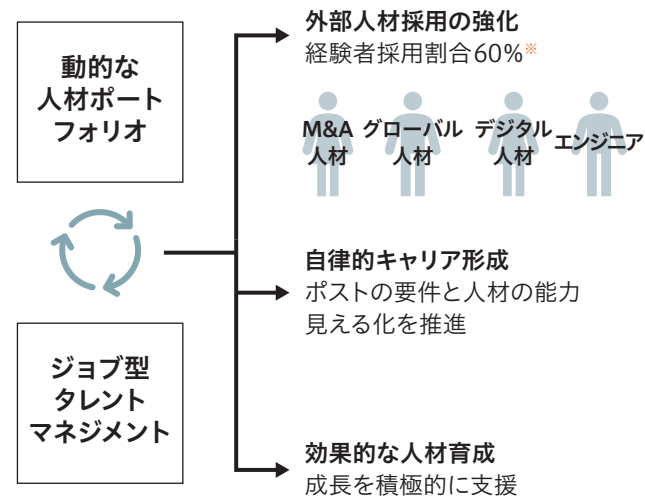 動的な
人材ポート
フォリオ
ジョブ型
タレント
マネジメント
外部人材採用の強化
経験者採用割合60%※
M&A
人材
グローバル
人材
デジタル
人材
エンジニア
自律的キャリア形成
ポストの要件と人材の能力
見える化を推進
効果的な人材育成
成長を積極的に支援